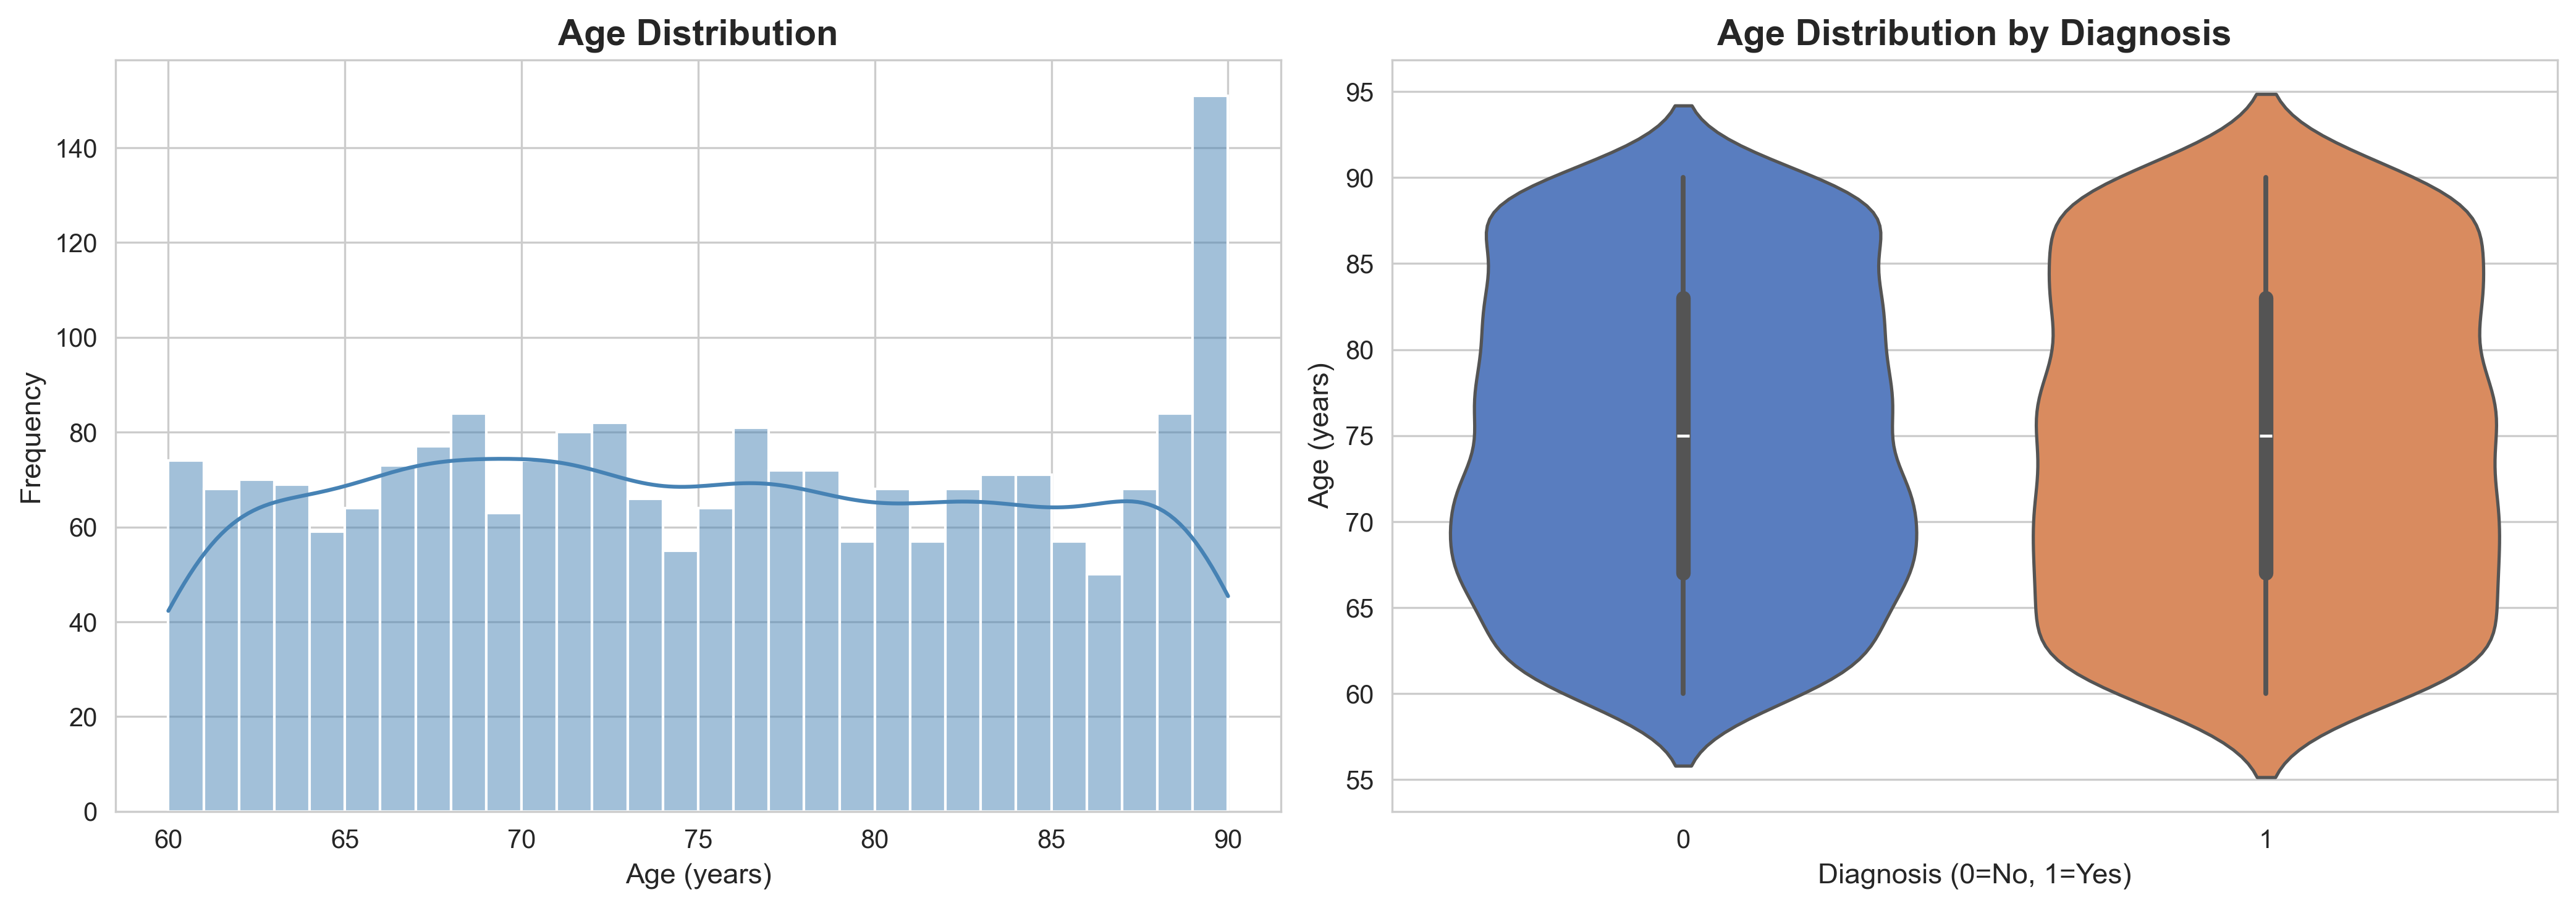 Age Distribution
140
120
100
80
60
40
20
0
Frequency
60 65 70 75 80 85 90
Age (years)
Age Distribution by Diagnosis
95
90
85
80
75
70
65
60
55
Age (years)
0 1
Diagnosis (0=No, 1=Yes)